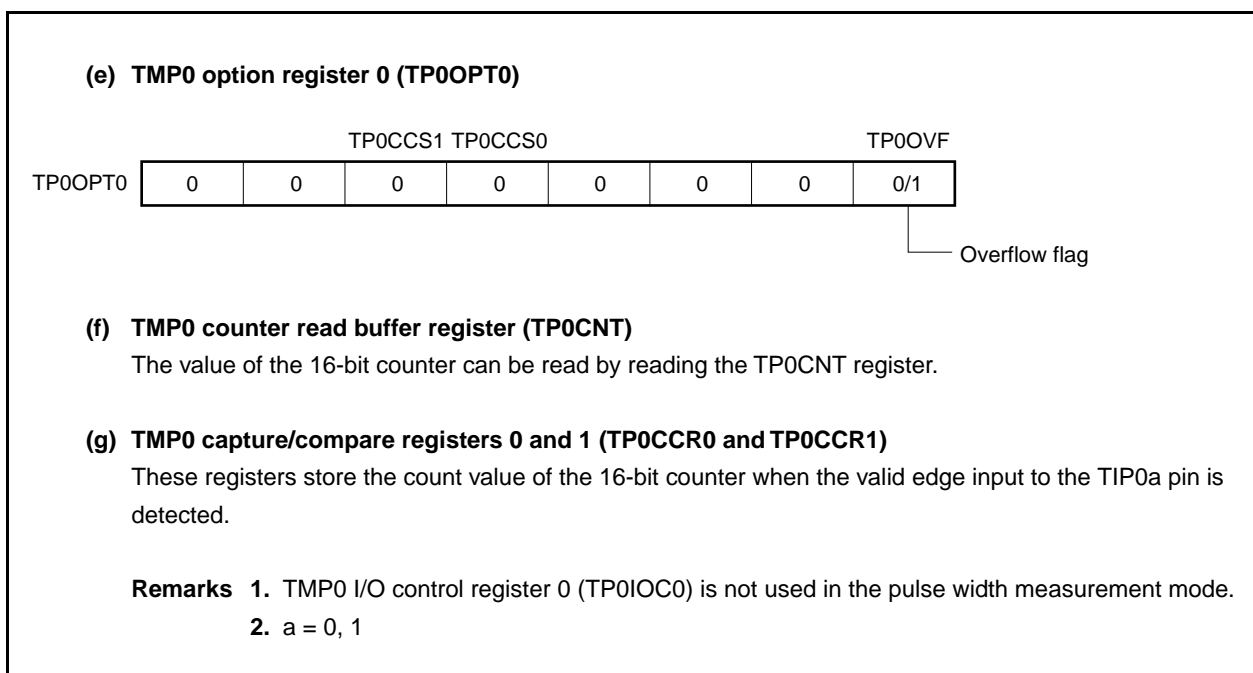 (e) TMP0 option register 0 (TP0OPT0)
TP0CCS1 TP0CCS0 TP0OVF
TP0OPT0 0 0 0 0 0 0 0 0/1
Overflow flag
(f) TMP0 counter read buffer register (TP0CNT)
The value of the 16-bit counter can be read by reading the TP0CNT register.
(g) TMP0 capture/compare registers 0 and 1 (TP0CCR0 and TP0CCR1)
These registers store the count value of the 16-bit counter when the valid edge input to the TIP0a pin is
detected.
Remarks 1. TMP0 I/O control register 0 (TP0IOC0) is not used in the pulse width measurement mode.
2. a = 0, 1